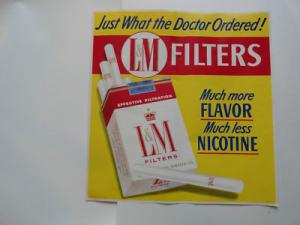 Just What the Doctor Ordered!
L&M FILTERS
Much more
FLAVOR
Much less
NICOTINE
EFFECTIVE FILTRATION
L&M
FILTERS